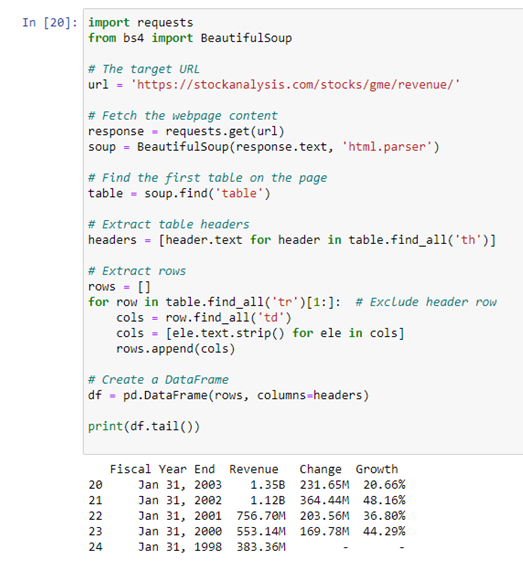 In [20]: import requests
from bs4 import BeautifulSoup
# The target URL
url = 'https://stockanalysis.com/stocks/gme/revenue/'
# Fetch the webpage content
response = requests.get(url)
soup = BeautifulSoup(response.text, 'html.parser')
# Find the first table on the page
table = soup.find('table')
# Extract table headers
headers = [header.text for header in table.find_all('th')]
# Extract rows
rows = []
for row in table.find_all('tr')[1:]:  # Exclude header row
    cols = row.find_all('td')
    cols = [ele.text.strip() for ele in cols]
    rows.append(cols)
# Create a DataFrame
df = pd.DataFrame(rows, columns=headers)
print(df.tail())
Fiscal Year End  Revenue   Change  Growth
20     Jan 31, 2003    1.35B  231.65M  20.66%
21     Jan 31, 2002    1.12B  364.44M  48.16%
22     Jan 31, 2001  756.70M  203.56M  36.80%
23     Jan 31, 2000  553.14M  169.78M  44.29%
24     Jan 31, 1998  383.36M        -       -